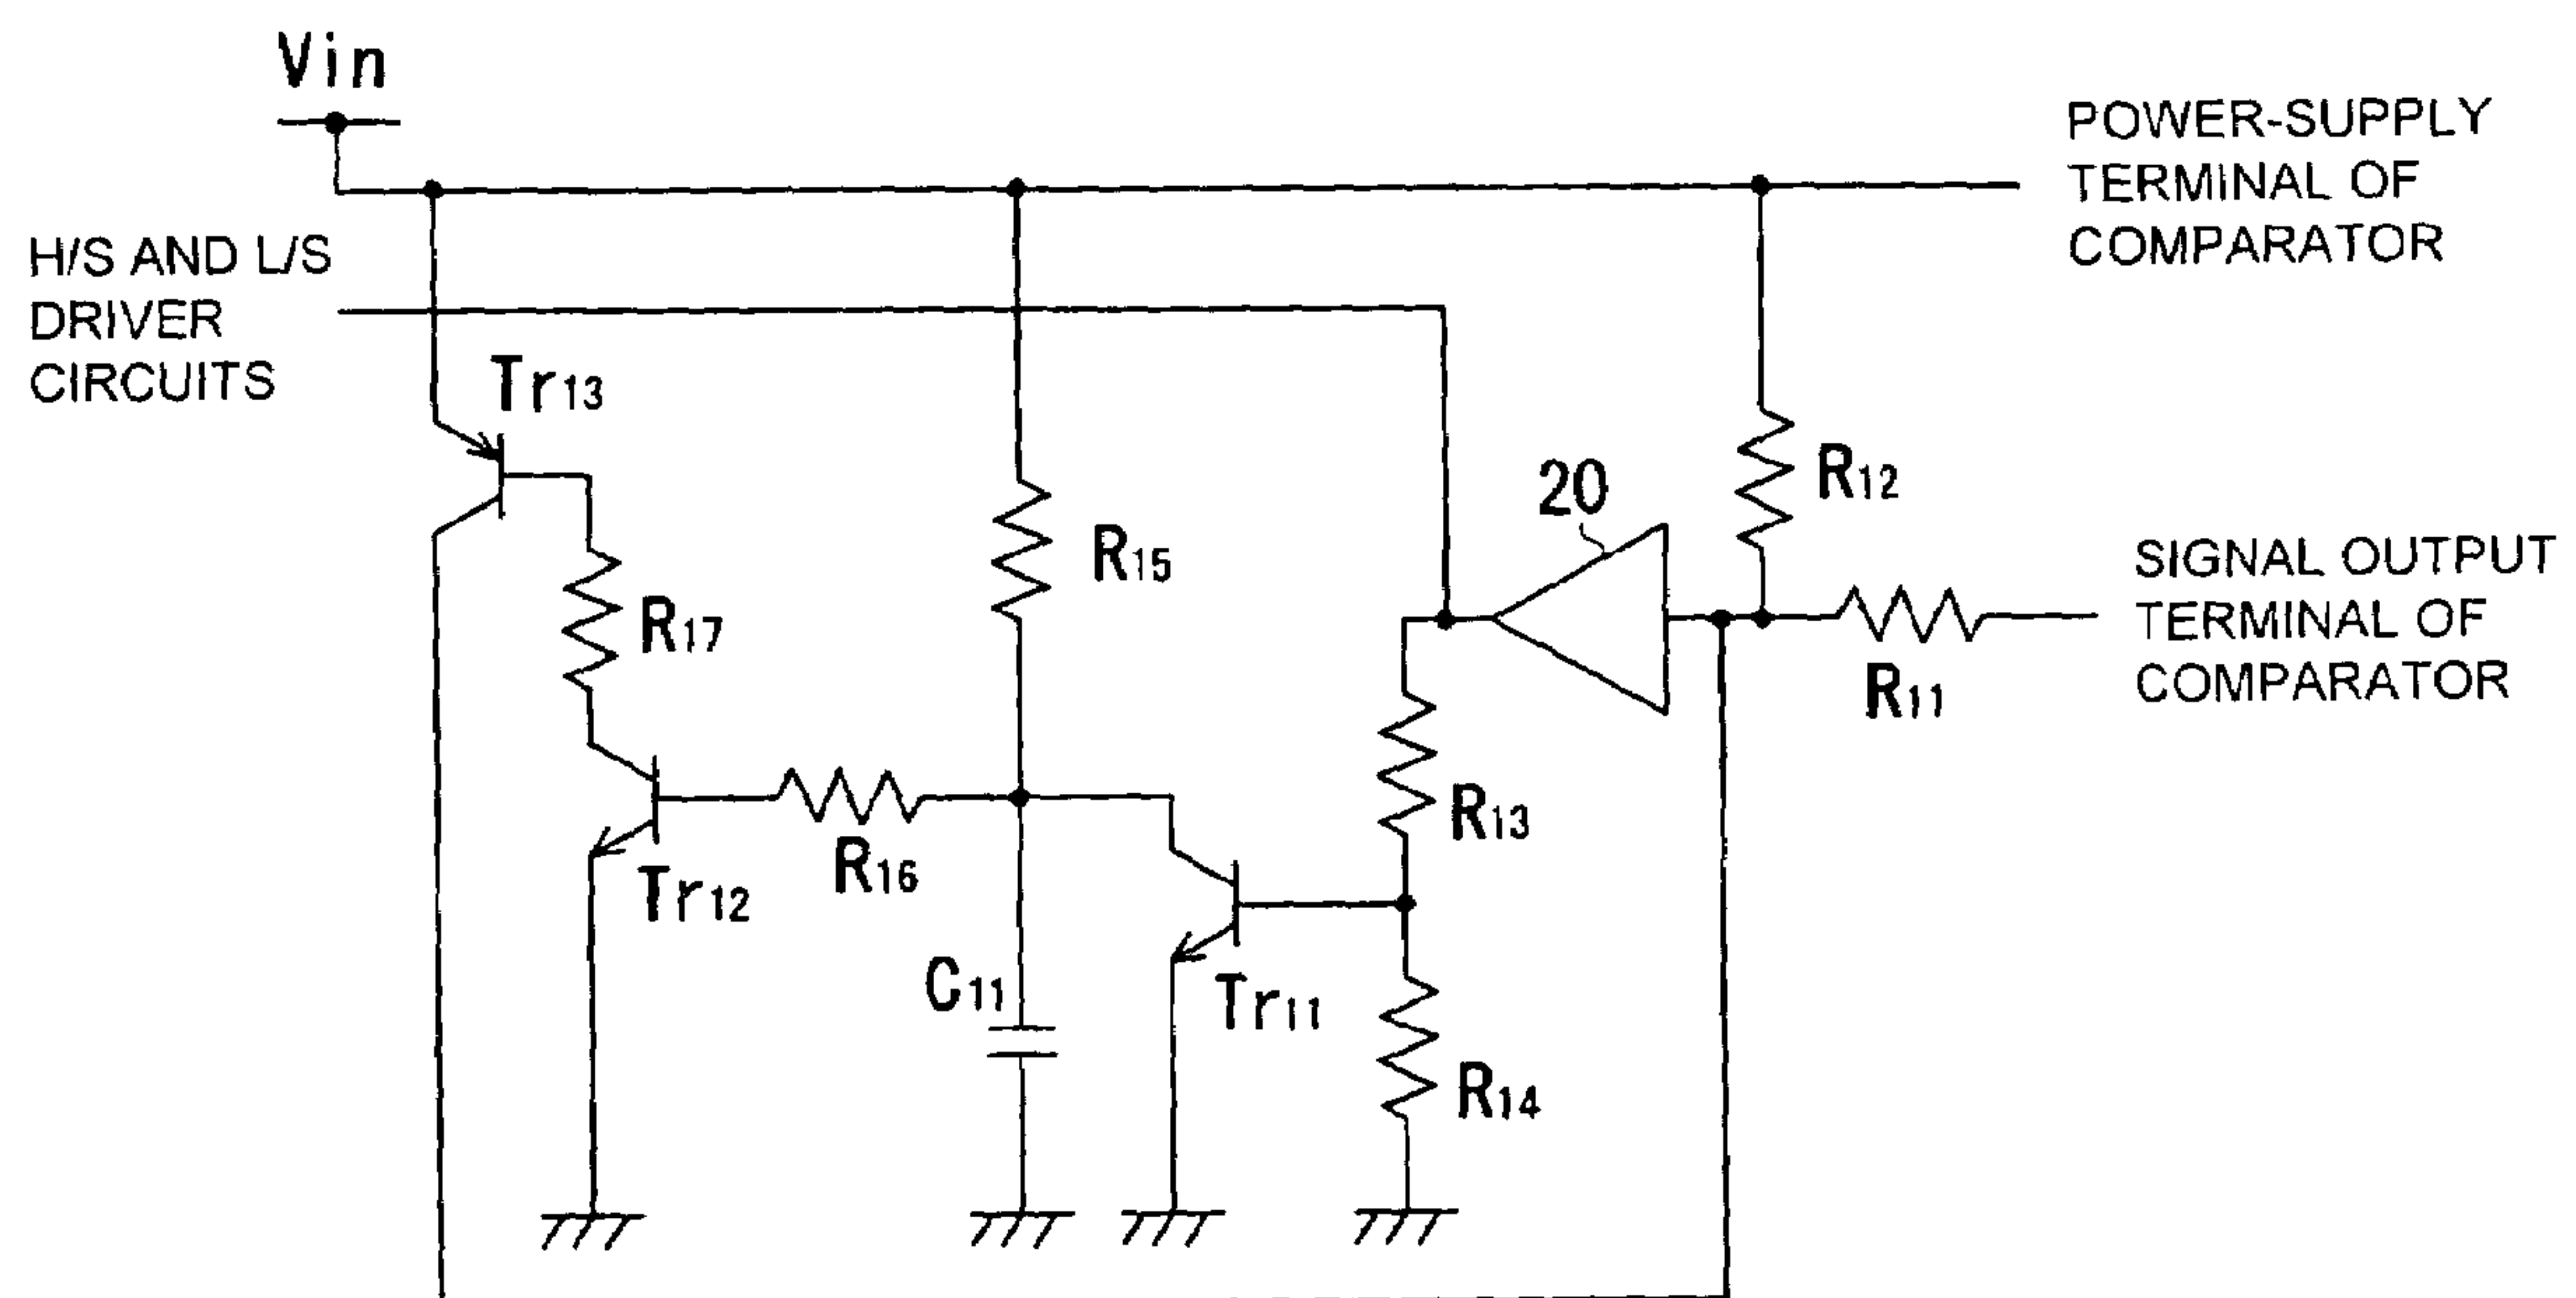 Vin
POWER-SUPPLY
TERMINAL OF
COMPARATOR
H/S AND L/S
DRIVER
CIRCUITS
Tr13
20
R12
R15
SIGNAL OUTPUT
TERMINAL OF
COMPARATOR
R17
R11
R13
R16
Tr12
C11
Tr11
R14